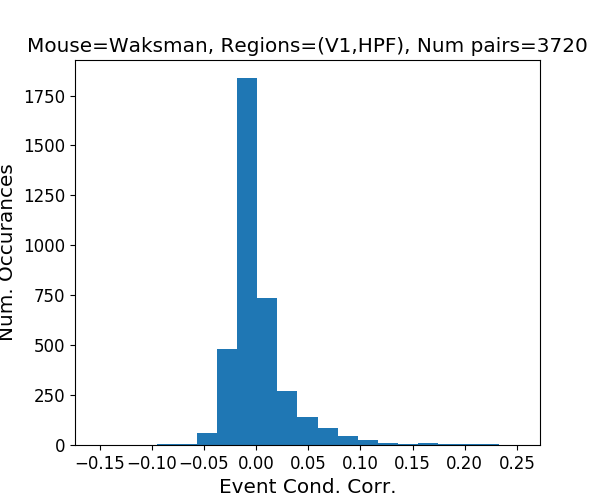 Mouse=Waksman, Regions=(V1,HPF), Num pairs=3720
Num. Occurances
1750
1500
1250
1000
750
500
250
0
−0.15 −0.10 −0.05 0.00 0.05 0.10 0.15 0.20 0.25
Event Cond. Corr.